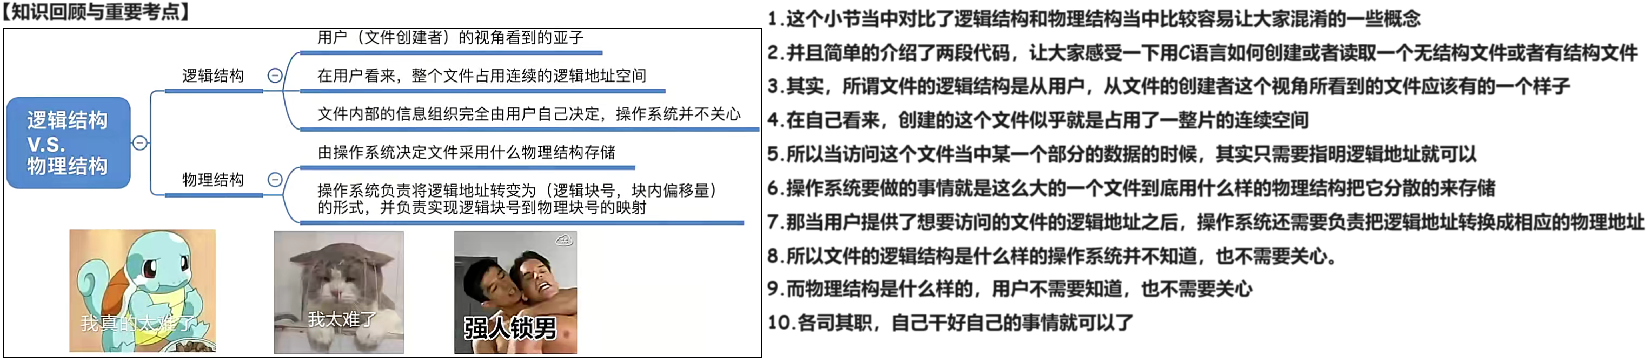 【知识回顾与重要考点】
逻辑结构
V.S.
物理结构
逻辑结构
用户（文件创建者）的视角看到的亚子
在用户看来，整个文件占用连续的逻辑地址空间
文件内部的信息组织完全由用户自己决定，操作系统并不关心
物理结构
由操作系统决定文件采用什么物理结构存储
操作系统负责将逻辑地址转变为（逻辑块号，块内偏移量）
的形式，并负责实现逻辑块号到物理块号的映射
我真的太难了
我太难了
强人锁男
1.这个小节当中对比了逻辑结构和物理结构当中比较容易让大家混淆的一些概念
2.并且简单的介绍了两段代码，让大家感受一下用C语言如何创建或者读取一个无结构文件或者有结构文件
3.其实，所谓文件的逻辑结构是从用户，从文件的创建者这个视角所看到的文件应该有的一个样子
4.在自己看来，创建的这个文件似乎就是占用了一整片的连续空间
5.所以当访问这个文件当中某一个部分的数据的时候，其实只需要指明逻辑地址就可以
6.操作系统要做的事情就是这么大的一个文件到底用什么样的物理结构把它分散的来存储
7.那当用户提供了想要访问的文件的逻辑地址之后，操作系统还需要负责把逻辑地址转换成相应的物理地址
8.所以文件的逻辑结构是什么样的操作系统并不知道，也不需要关心。
9.而物理结构是什么样的，用户不需要知道，也不需要关心
10.各司其职，自己干好自己的事情就可以了